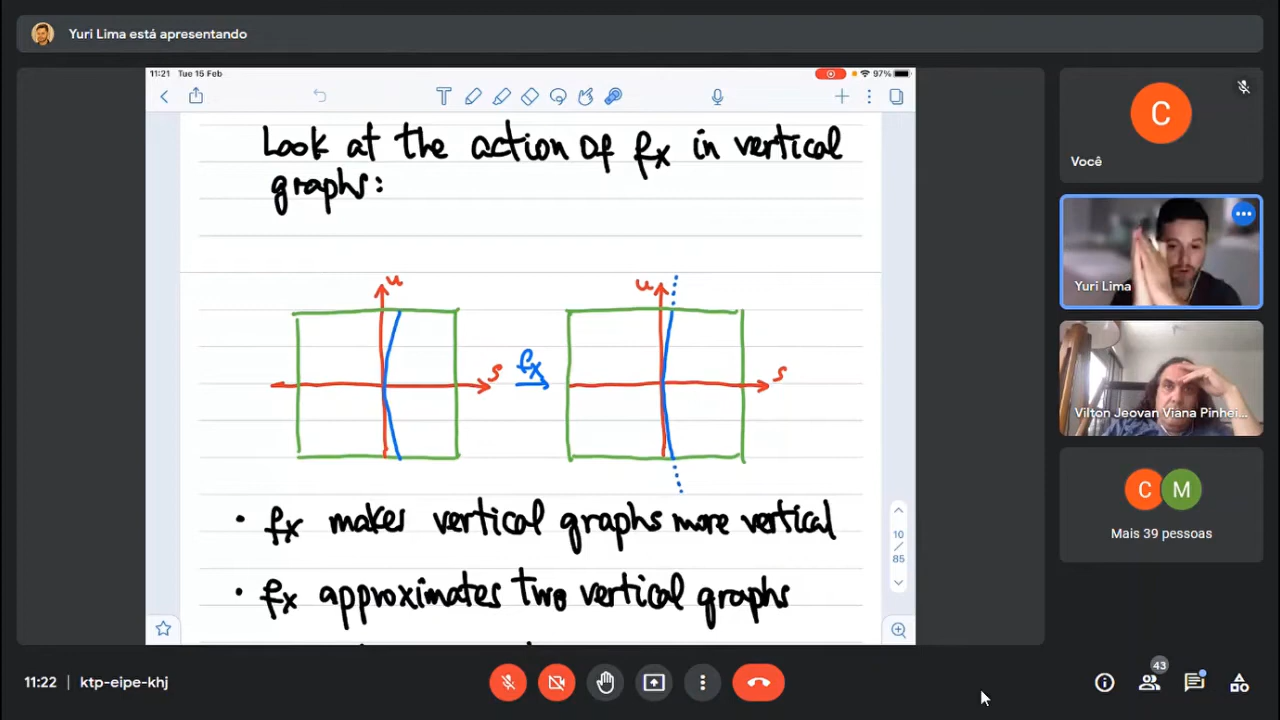 Yuri Lima está apresentando
11:21 Tue 15 Feb
97%
Look at the action of fx in vertical
graphs:
u
s
fx
u
s
• fx makes vertical graphs more vertical
• fx approximates two vertical graphs
10
/
85
T
C
Você
Yuri Lima
Vilton Jeovan Viana Pinhei...
C
M
Mais 39 pessoas
11:22 | ktp-eipe-khj
43